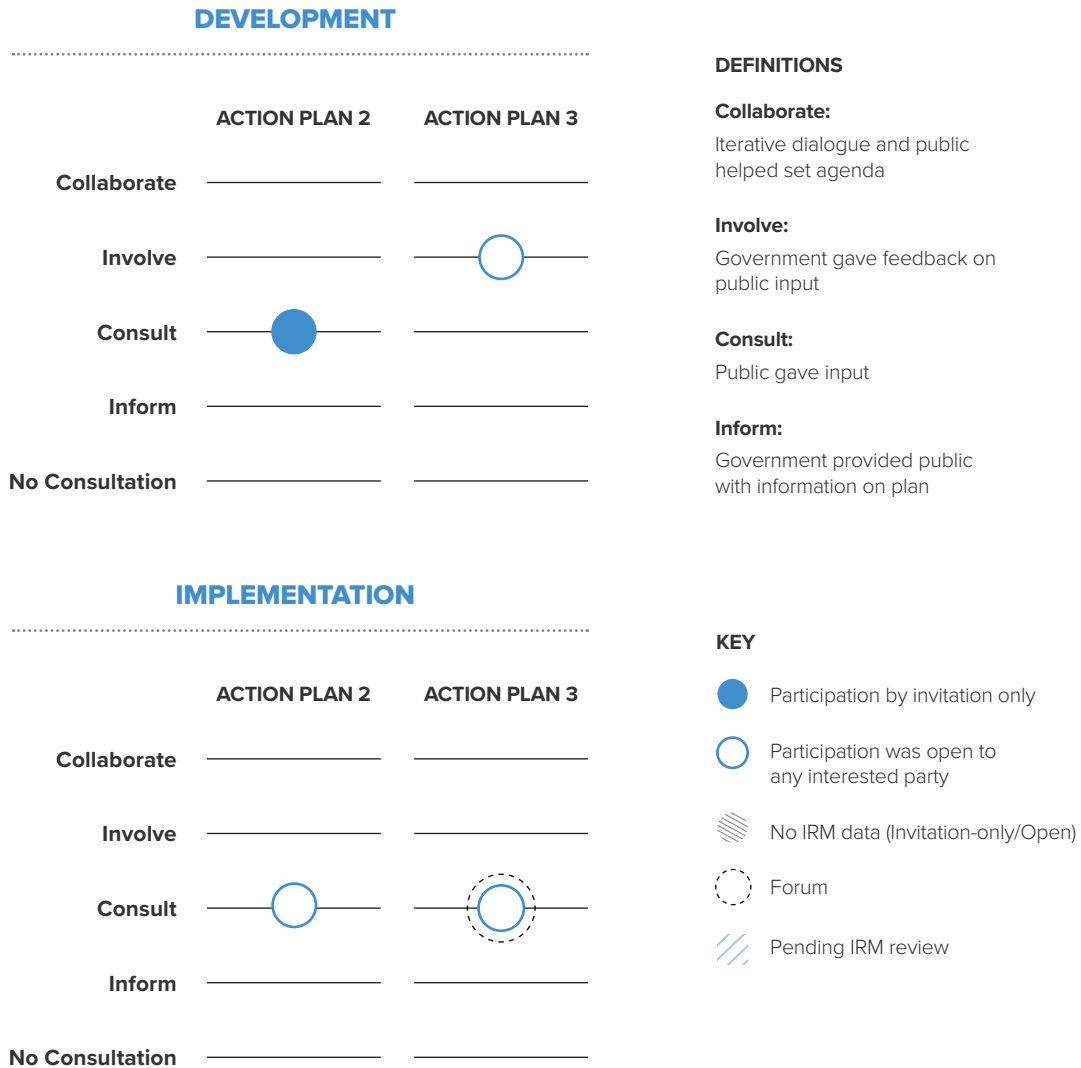 DEVELOPMENT
ACTION PLAN 2
ACTION PLAN 3
Collaborate
Involve
Consult
Inform
No Consultation
DEFINITIONS
Collaborate:
Iterative dialogue and public
helped set agenda
Involve:
Government gave feedback on
public input
Consult:
Public gave input
Inform:
Government provided public
with information on plan
IMPLEMENTATION
ACTION PLAN 2
ACTION PLAN 3
Collaborate
Involve
Consult
Inform
No Consultation
KEY
Participation by invitation only
Participation was open to
any interested party
No IRM data (Invitation-only/Open)
Forum
Pending IRM review